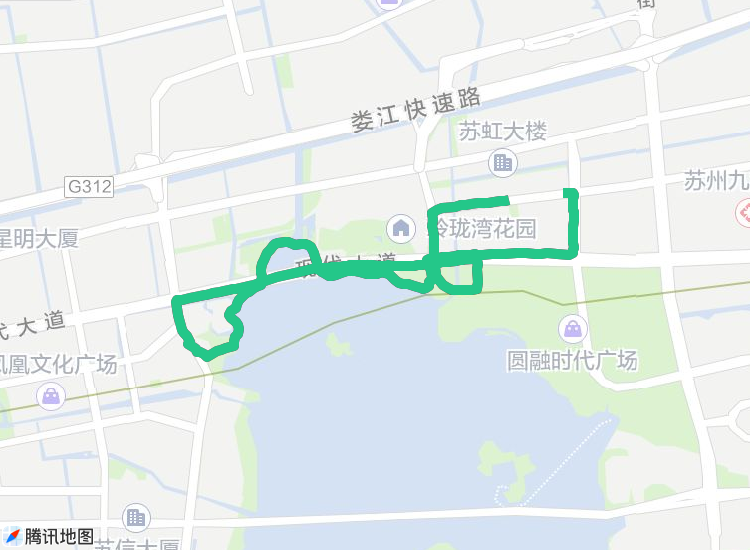 街
娄江快速路
苏虹大楼
G312
苏州九
星明大厦
玲珑湾花园
现代大道
代大道
圆融时代广场
凤凰文化广场
腾讯地图
苏信大厦